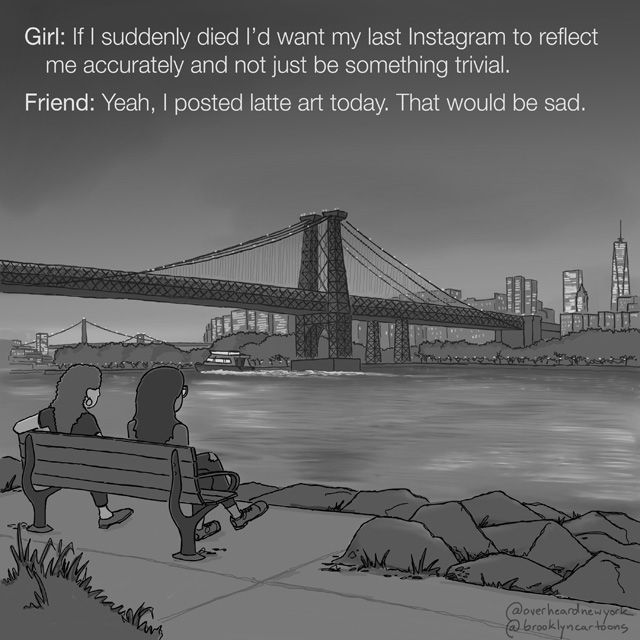 Girl: If I suddenly died I'd want my last Instagram to reflect
me accurately and not just be something trivial.
Friend: Yeah, I posted latte art today. That would be sad.
@overheardnewyork
@brooklyncartoons